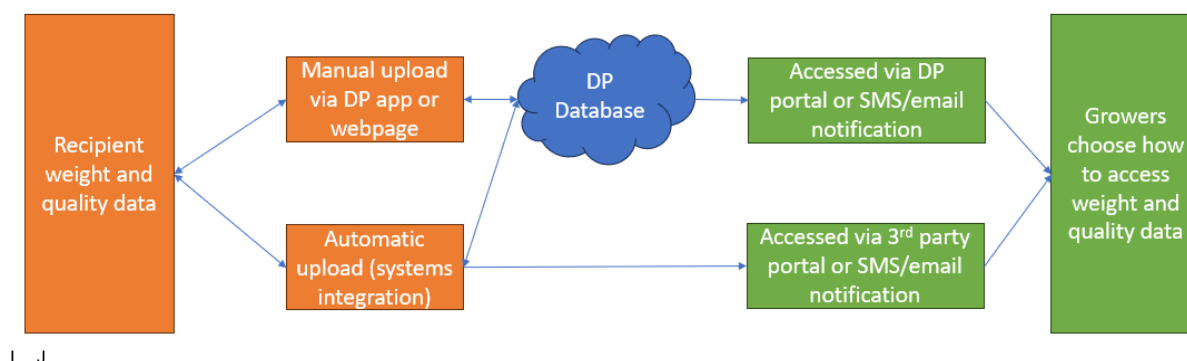 Recipient
weight and
quality data
Manual upload
via DP app or
webpage
Automatic
upload (systems
integration)
DP
Database
Accessed via DP
portal or SMS/email
notification
Accessed via 3rd party
portal or SMS/email
notification
Growers
choose how
to access
weight and
quality data